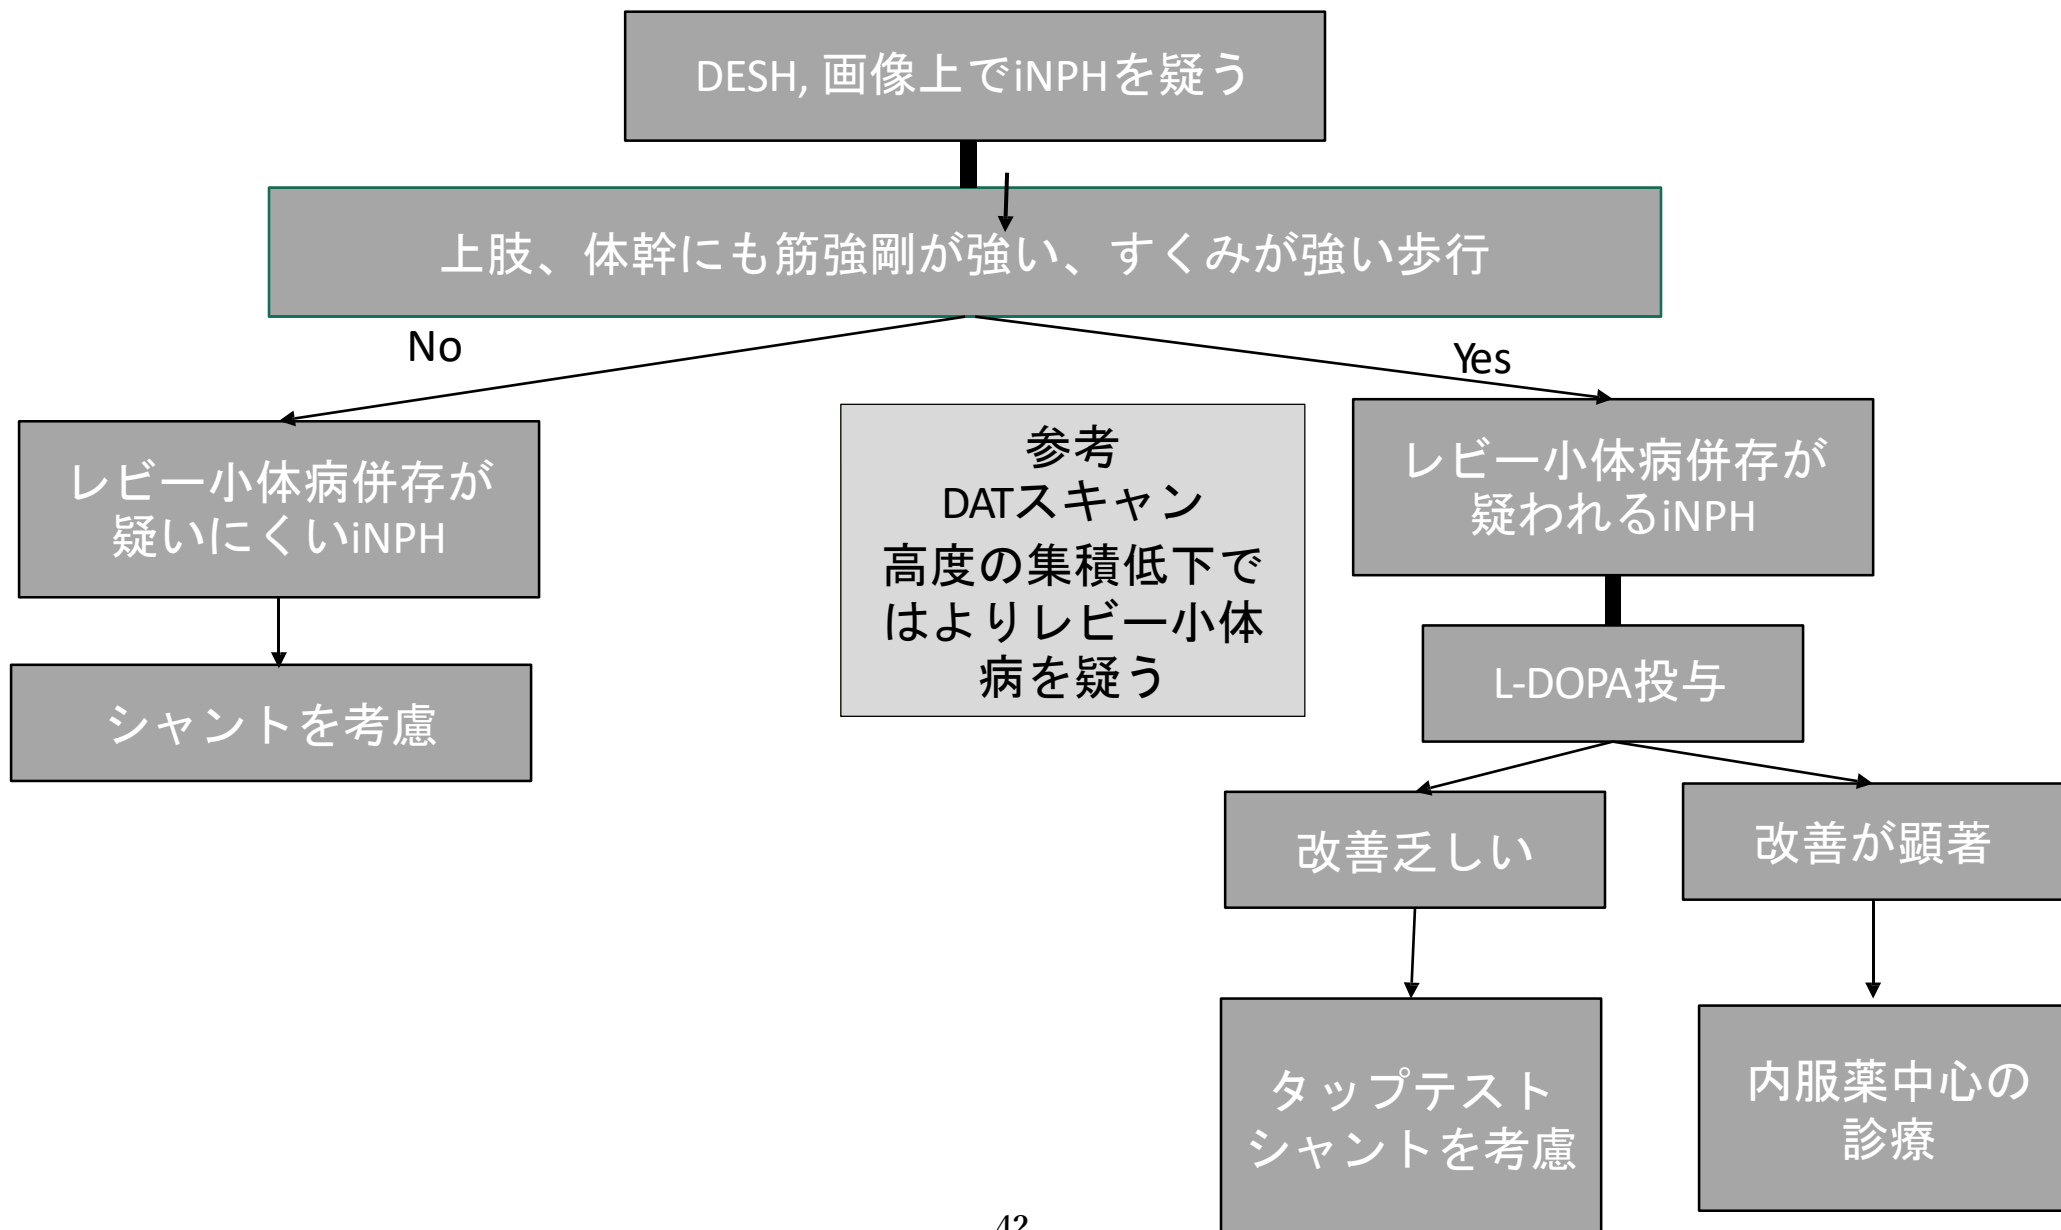 DESH, 画像上でiNPHを疑う
上肢、体幹にも筋強剛が強い、すくみが強い歩行
No
Yes
レビー小体病併存が
疑いにくいiNPH
シャントを考慮
参考
DATスキャン
高度の集積低下で
はよりレビー小体
病を疑う
レビー小体病併存が
疑われるiNPH
L-DOPA投与
改善乏しい
改善が顕著
タップテスト
シャントを考慮
内服薬中心の
診療
42